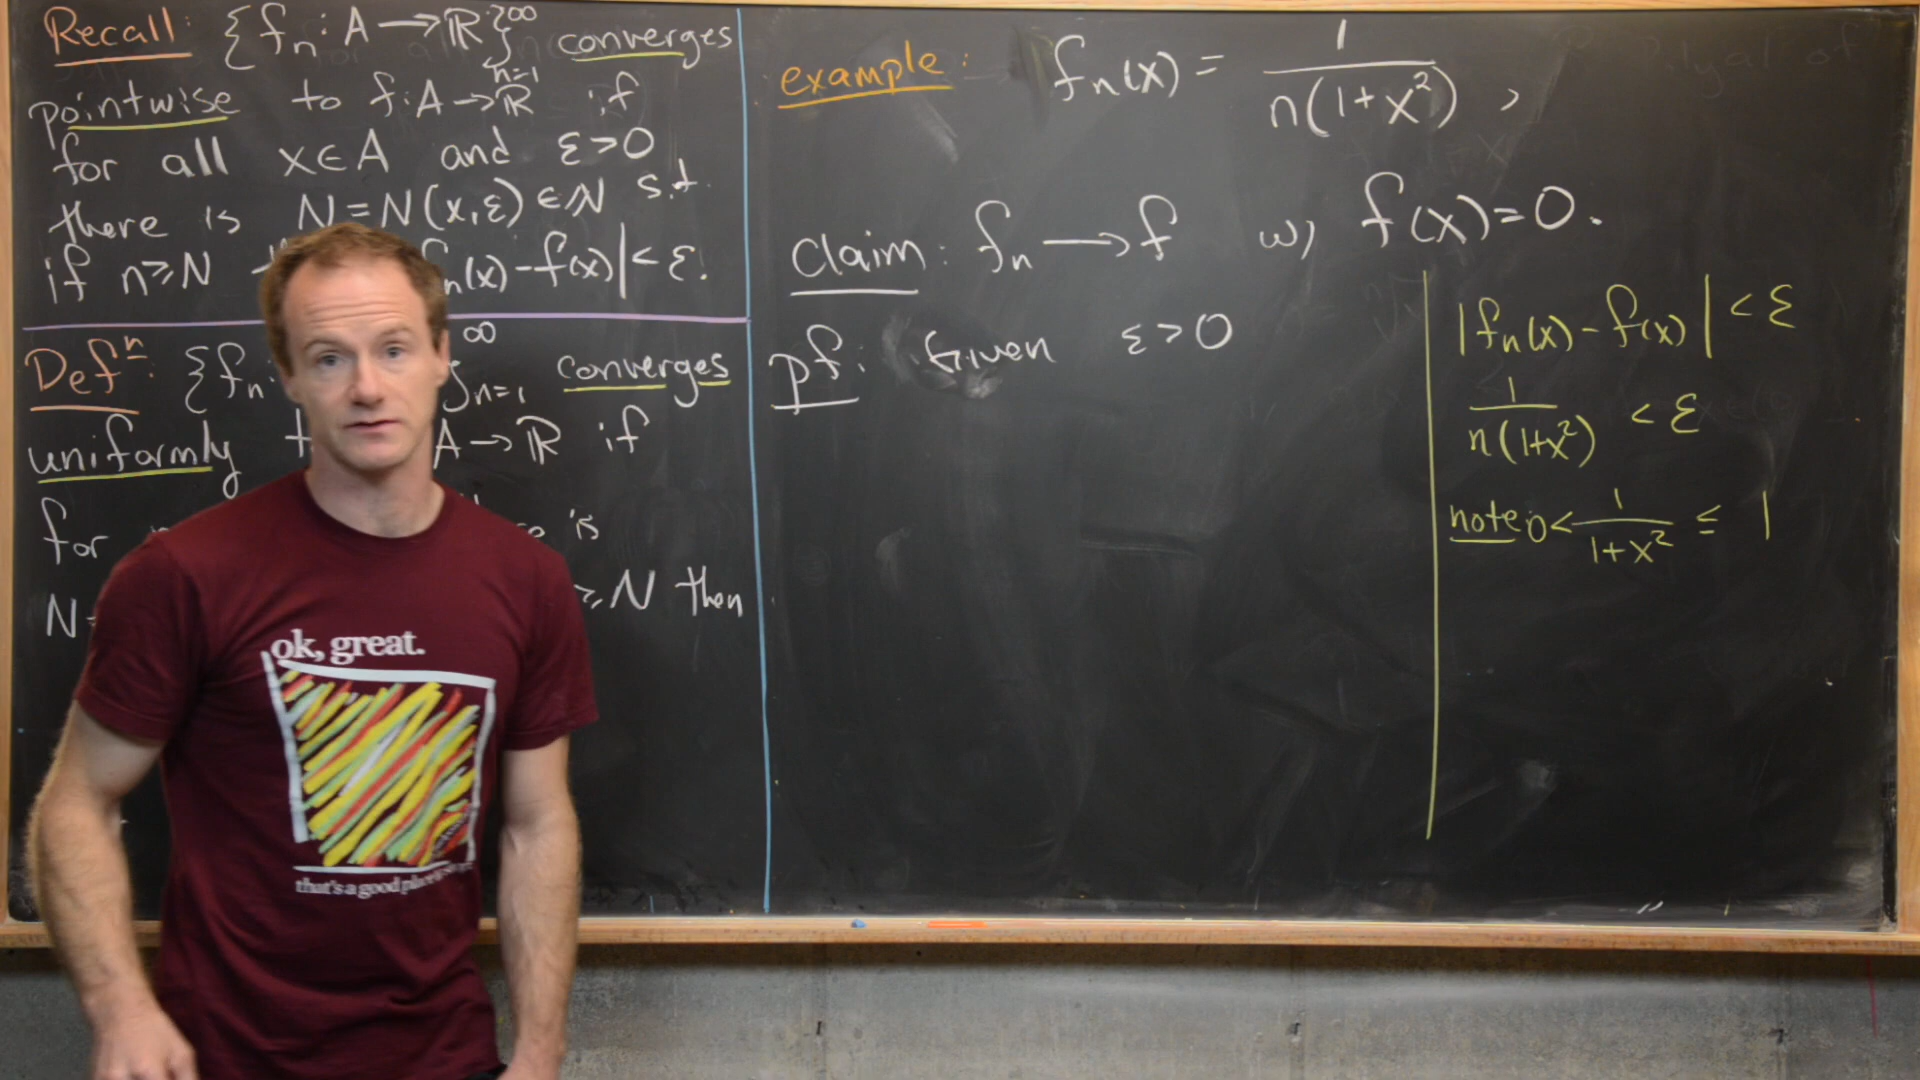 Recall: {fₙ: A → ℝ}∞ₙ₌₁ converges
pointwise to f: A → ℝ if
for all x ∈ A and ε > 0
there is N = N(x, ε) ∈ ℕ s.t.
if n ≥ N ₙ(x) - f(x)| < ε.
Defⁿ: {fₙ: }∞ₙ₌₁ converges
uniformly A → ℝ if
for is
N ≥ N then
example: fₙ(x) = 1/(n(1+x²)),
Claim: fₙ → f w/ f(x) = 0.
pf: Given ε > 0
|fₙ(x) - f(x)| < ε
1/(n(1+x²)) < ε
note: 0 < 1/(1+x²) ≤ 1
ok, great.
that's a good